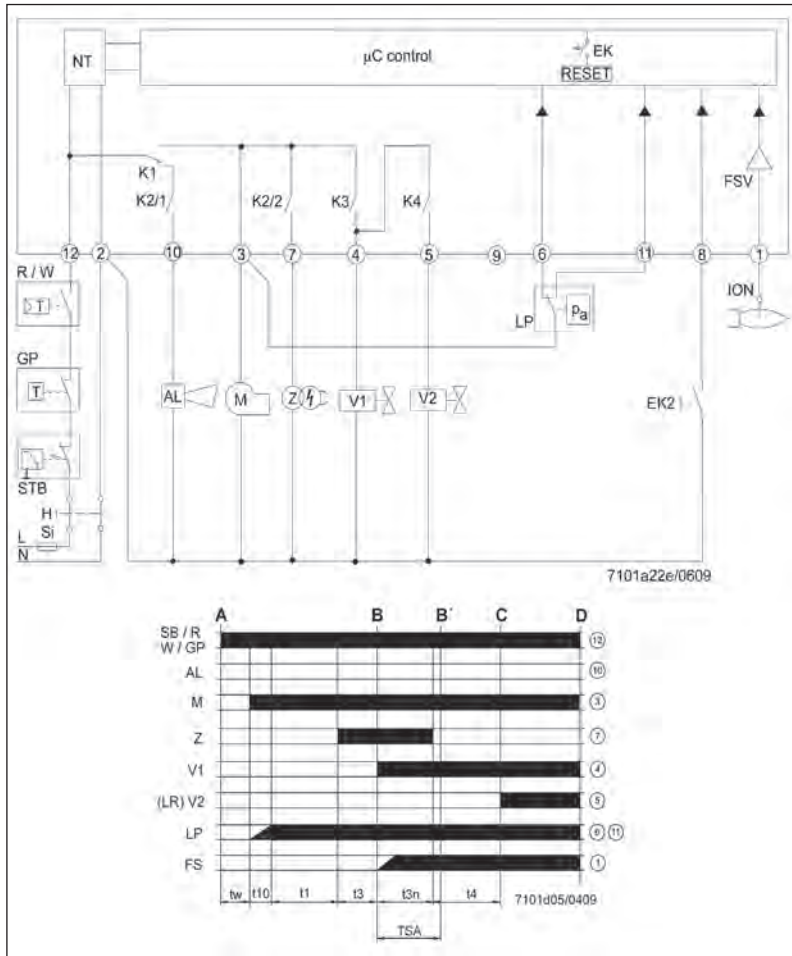 NT
µC control
EK
RESET
FSV
K1
K2/1
K2/2
K3
K4
12
2
10
3
7
4
5
9
6
11
8
1
R / W
T
GP
T
STB
H
Si
L
N
AL
M
Z
V1
V2
LP
pa
ION
EK2
7101a22e/0609
A B B´ C D
SB / R
W / GP
12
AL
10
M
3
Z
7
V1
4
(LR) V2
5
LP
6 11
FS
1
tw t10 t1 t3 t3n t4
7101d05/0409
TSA